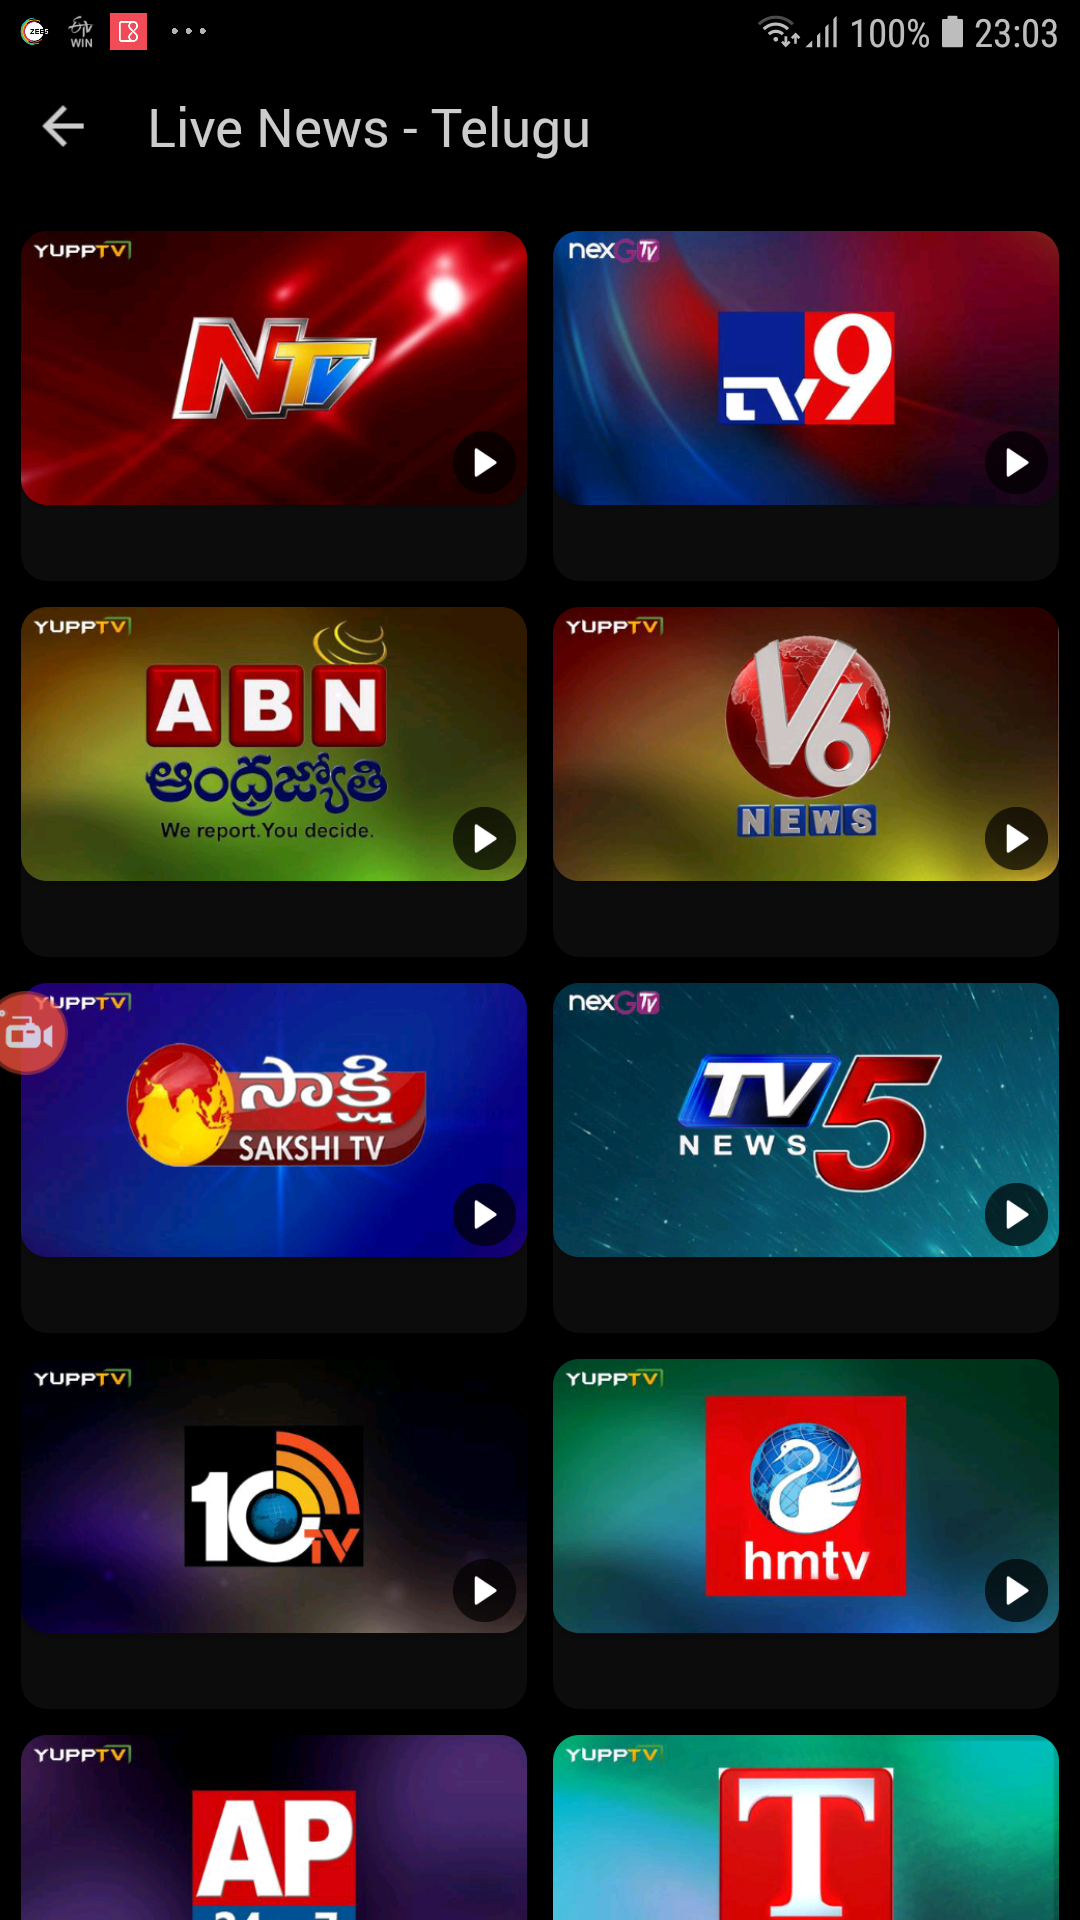 ZEE5
ఈtv
WIN
100%
23:03
Live News - Telugu
YUPPTV
NTV
nexGTv
TV9
YUPPTV
ABN
ఆంధ్రజ్యోతి
We report.You decide.
YUPPTV
V6
NEWS
YUPPTV
సాక్షి
SAKSHI TV
nexGTv
TV5
NEWS
YUPPTV
10TV
YUPPTV
hmtv
YUPPTV
AP
YUPPTV
T